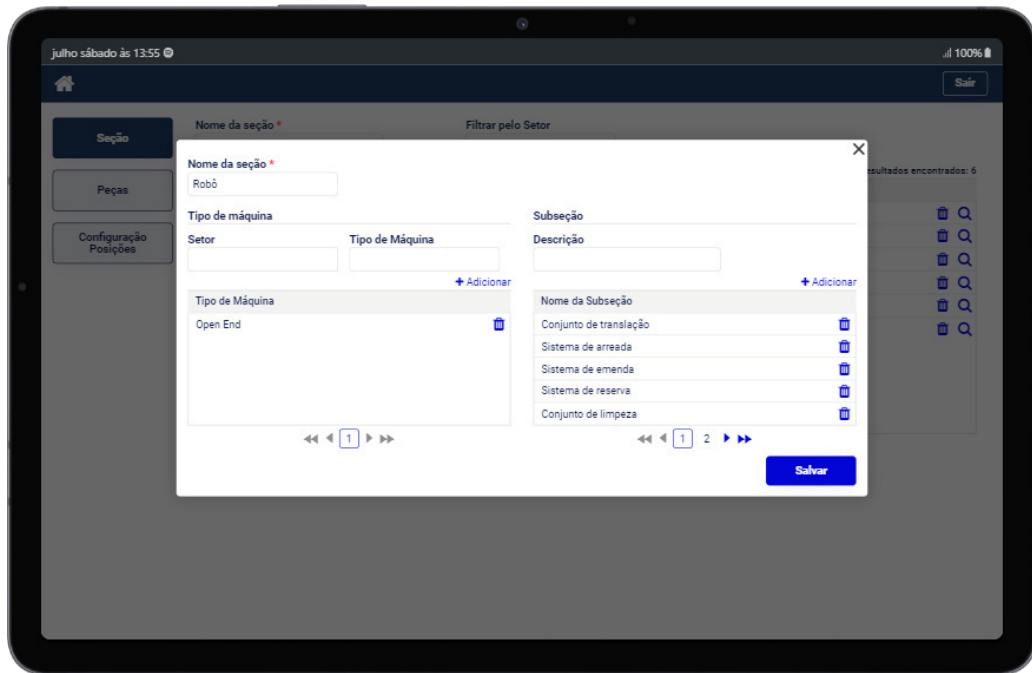 julho sábado às 13:55
100%
Sair
Seção
Peças
Configuração
Posições
Nome da seção *
Filtrar pelo Setor
esultados encontrados: 6
Nome da seção *
Robô
Tipo de máquina
Setor
Tipo de Máquina
+ Adicionar
Tipo de Máquina
Open End
1
Subseção
Descrição
+ Adicionar
Nome da Subseção
Conjunto de translação
Sistema de arreada
Sistema de emenda
Sistema de reserva
Conjunto de limpeza
1 2
Salvar